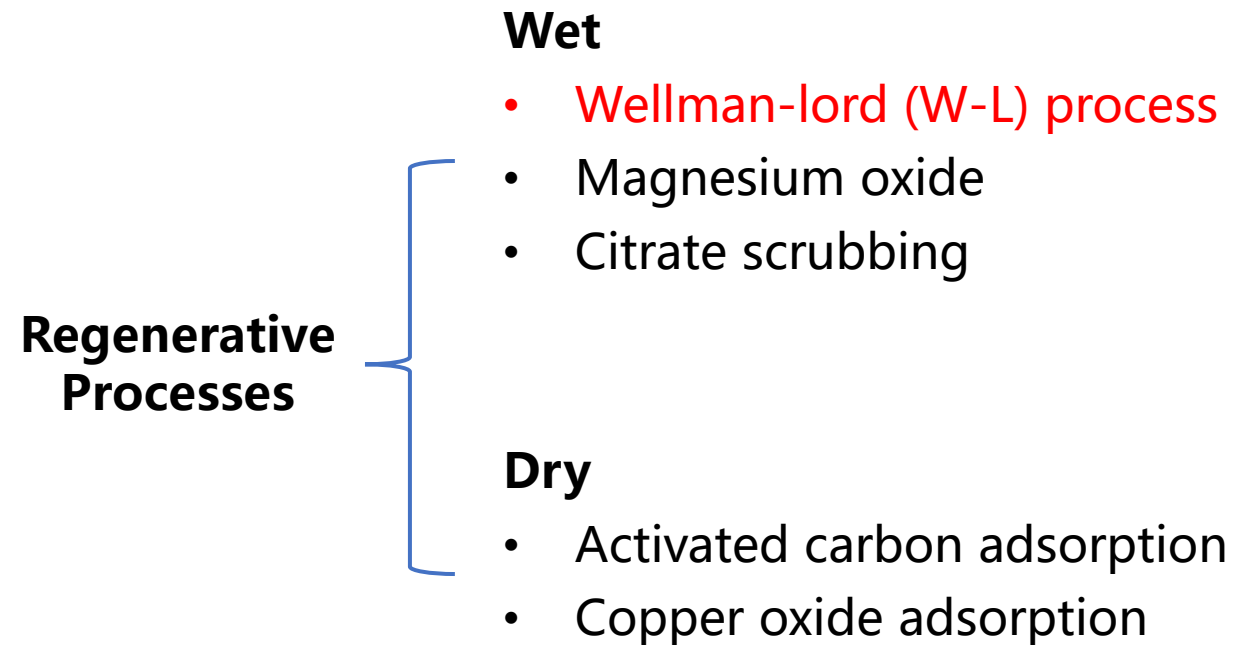 Wet
• Wellman-lord (W-L) process
• Magnesium oxide
• Citrate scrubbing
Regenerative
Processes
Dry
• Activated carbon adsorption
• Copper oxide adsorption